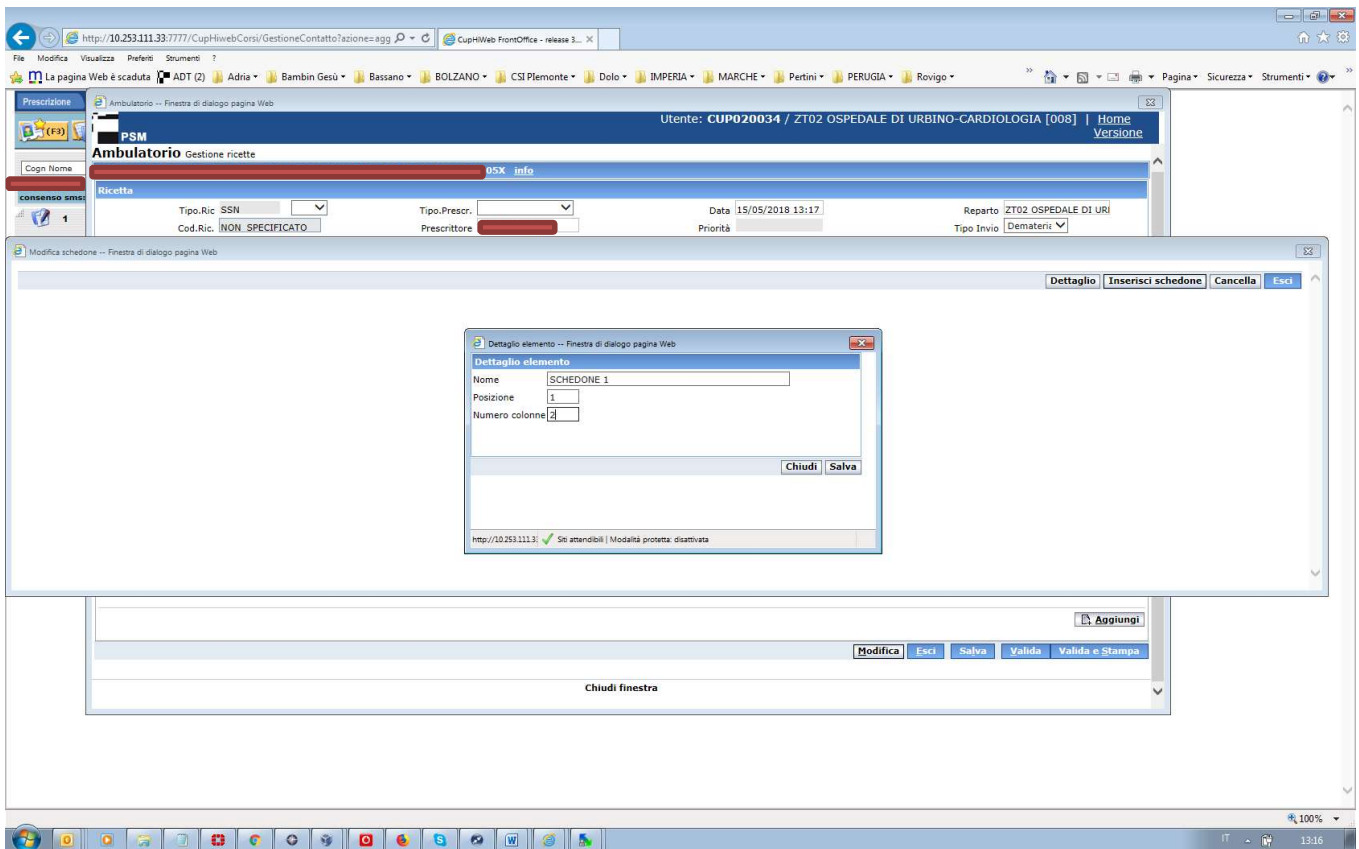 http://10.253.111.33:7777/CupHiwebCorsi/GestioneContatto?azione=agg
CupHiWeb FrontOffice - release 3...
File Modifica Visualizza Preferiti Strumenti ?
La pagina Web è scaduta ADT (2) Adria Bambin Gesù Bassano BOLZANO CSI PIemonte Dolo IMPERIA MARCHE Pertini PERUGIA Rovigo » Pagina Sicurezza Strumenti »
Prescrizione
Ambulatorio -- Finestra di dialogo pagina Web
(F3)
Utente: CUP020034 / ZT02 OSPEDALE DI URBINO-CARDIOLOGIA [008] | Home
PSM
Versione
Ambulatorio Gestione ricette
Cogn Nome
05X info
Ricetta
consenso sms:
Tipo.Ric SSN Tipo.Prescr. Data 15/05/2018 13:17 Reparto ZT02 OSPEDALE DI URI
1
Cod.Ric. NON SPECIFICATO Prescrittore Priorità Tipo Invio Demateria
Modifica schedone -- Finestra di dialogo pagina Web
Dettaglio Inserisci schedone Cancella Esci
Dettaglio elemento -- Finestra di dialogo pagina Web
Dettaglio elemento
Nome SCHEDONE 1
Posizione 1
Numero colonne 2
Chiudi Salva
http://10.253.111.3: Siti attendibili | Modalità protetta: disattivata
Aggiungi
Modifica Esci Salva Valida Valida e Stampa
Chiudi finestra
100%
IT 13:16